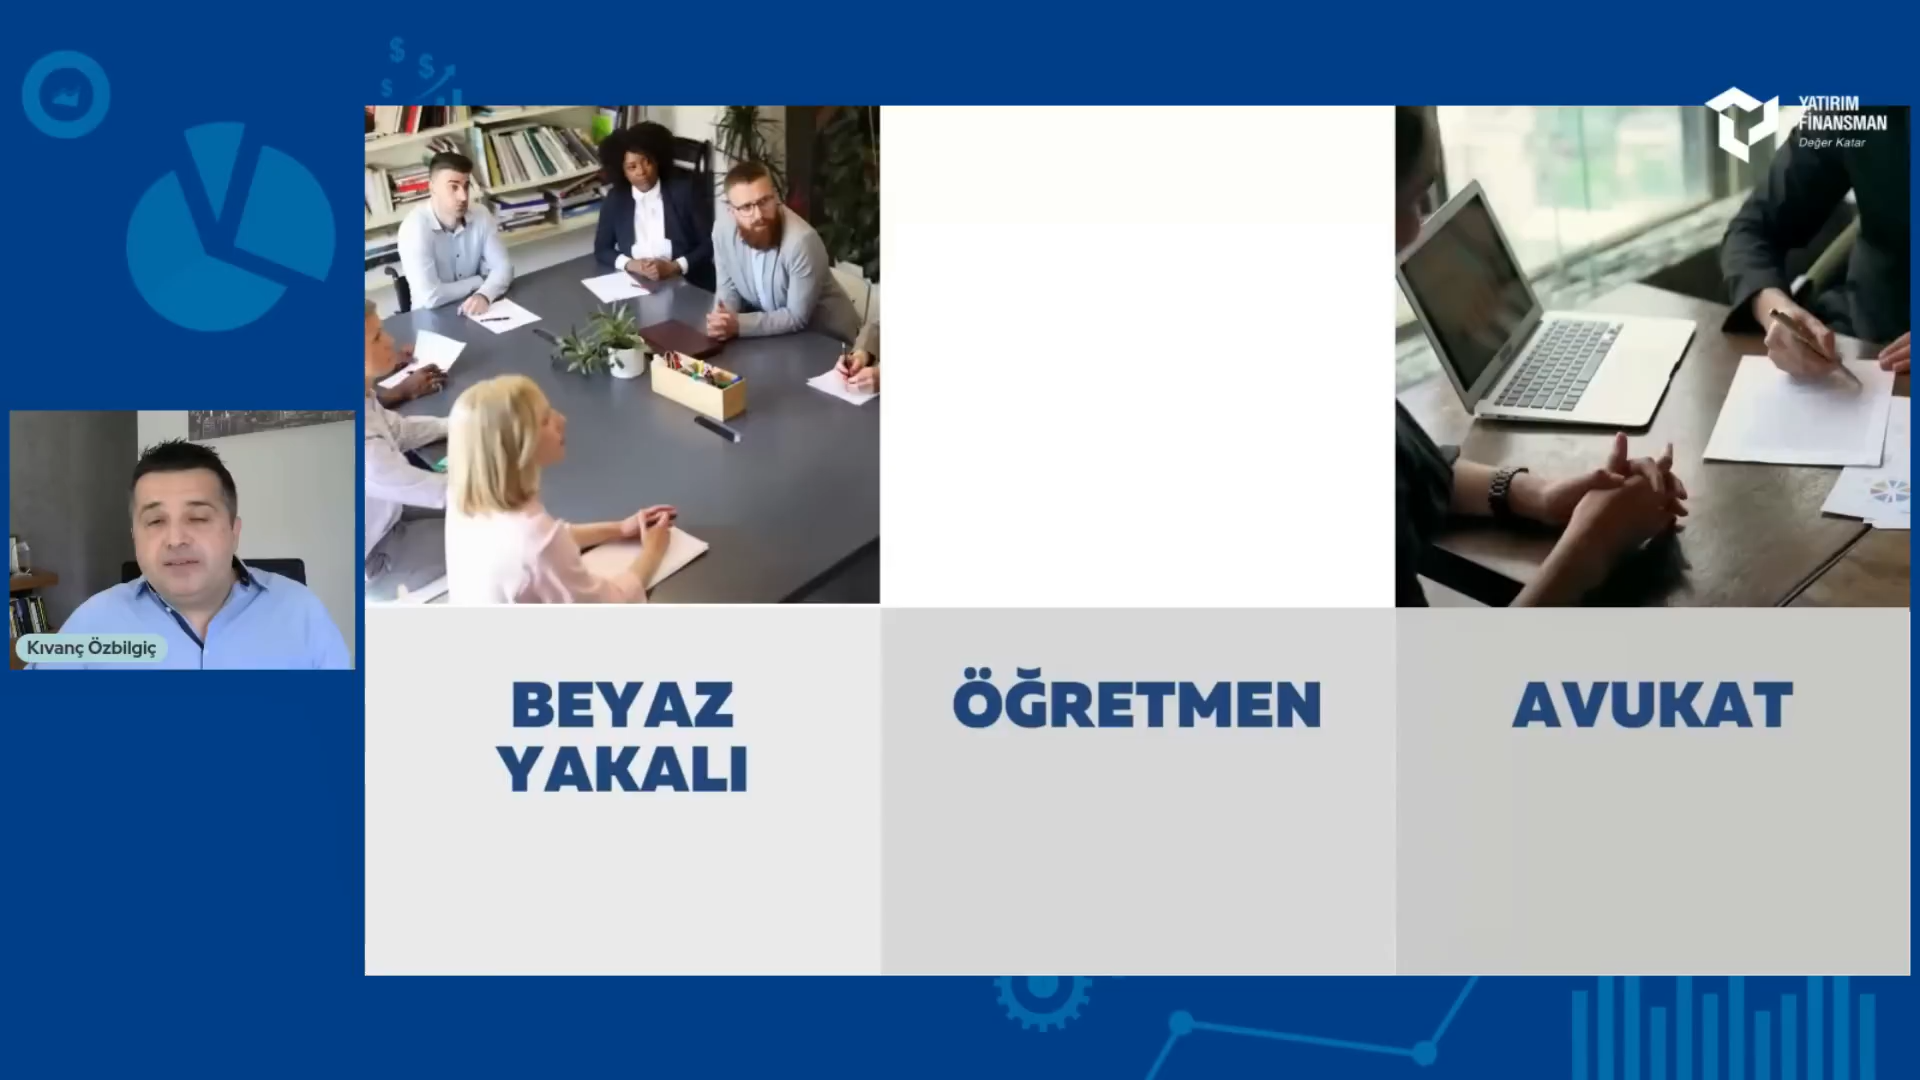 YATIRIM
FİNANSMAN
Değer Katar
Kıvanç Özbilgiç
BEYAZ
YAKALI
ÖĞRETMEN
AVUKAT